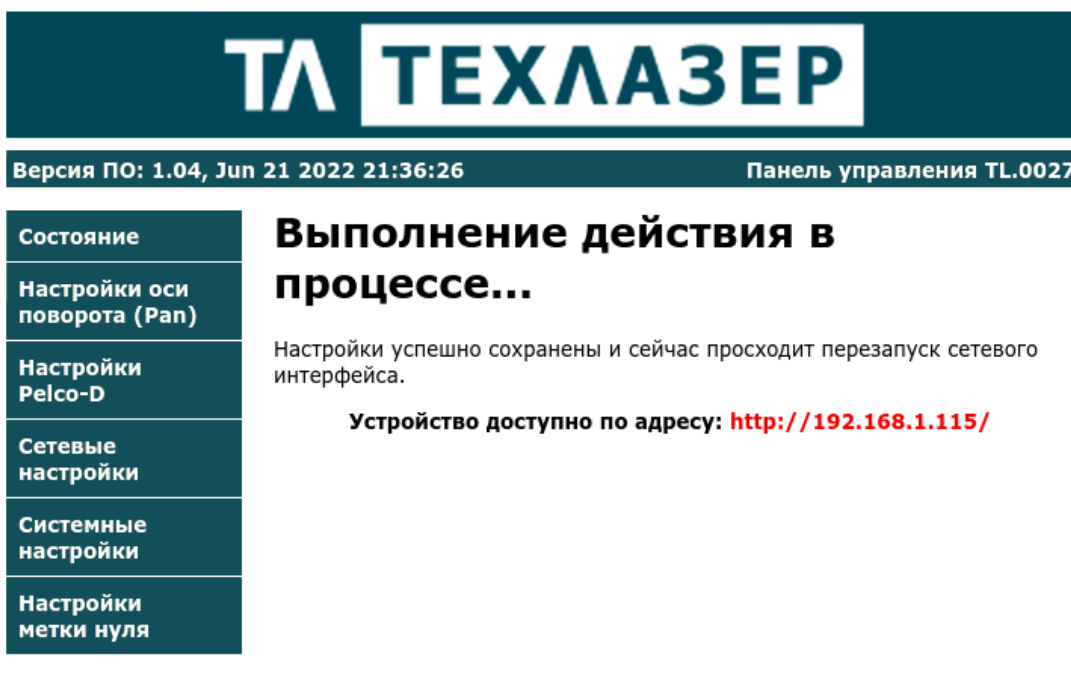 ТЛ ТЕХЛАЗЕР
Версия ПО: 1.04, Jun 21 2022 21:36:26
Панель управления TL.0027
Состояние
Настройки оси
поворота (Pan)
Настройки
Pelco-D
Сетевые
настройки
Системные
настройки
Настройки
метки нуля
Выполнение действия в
процессе...
Настройки успешно сохранены и сейчас просходит перезапуск сетевого
интерфейса.
Устройство доступно по адресу: http://192.168.1.115/